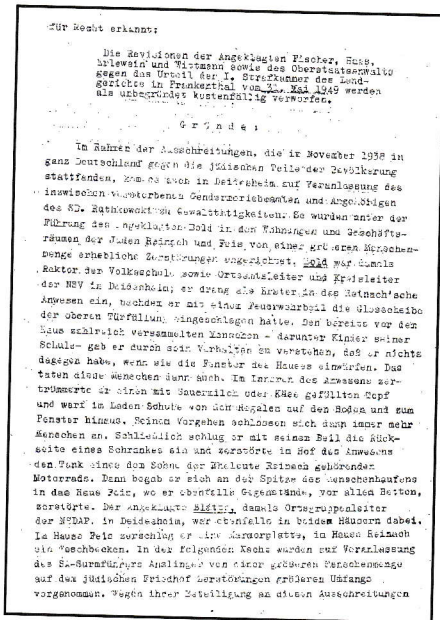 für Recht erkannt:
Die Revisionen der Angeklagten Fischer, Haas,
Erlewein und Wittmann sowie des Oberstaatsanwalts
gegen das Urteil der I. Strafkammer des Land-
gerichts in Frankenthal vom 31. Mai 1949 werden
als unbegründet kostenfällig verworfen.
Gründe:
Im Rahmen der Ausschreitungen, die im November 1938 in
ganz Deutschland gegen die jüdischen Teile der Bevölkerung
stattfanden, kam es auch in Deidesheim auf Veranlassung des
inzwischen verstorbenen Gendarmeriebeamten und Angehörigen
des SD. Ruthkowski zu Gewalttätigkeiten. So wurden unter der
Führung des Angeklagten Bold in den Wohnungen und Geschäfts-
räumen der Juden Reinach und Feis von einer größeren Menschen-
menge erhebliche Zerstörungen angerichtet. Bold war damals
Rektor der Volksschule sowie Ortsamtsleiter und Kreisleiter
der NSV in Deidesheim; er drang als Erster in das Reinach'sche
Anwesen ein, nachdem er mit einem Feuerwehrbeil die Glasscheibe
der oberen Türfüllung eingeschlagen hatte. Den bereits vor dem
Haus zahlreich versammelten Menschen - darunter Kinder seiner
Schule- gab er durch sein Verhalten zu verstehen, daß er nichts
dagegen habe, wenn sie die Fenster des Hauses einwürfen. Das
taten diese Menschen dann auch. Im Inneren des Anwesens zer-
trümmerte er einen mit Sauermilch oder Käse gefüllten Topf
und warf im Laden Schuhe von den Regalen auf den Boden und zum
Fenster hinaus. Seinem Vorgehen schlossen sich dann immer mehr
Menschen an. Schließlich schlug er mit seinem Beil die Rück-
seite eines Schrankes ein und zerstörte im Hof des Anwesens
den Tank eines dem Sohne der Eheleute Reinach gehörenden
Motorrads. Dann begab er sich an der Spitze des Menschenhaufens
in das Haus Feis, wo er ebenfalls Gegenstände, vor allem Betten,
zerstörte. Der Angeklagte, damals Ortsgruppenleiter
der NSDAP. in Deidesheim, war ebenfalls in beiden Häusern dabei.
Im Hause Feis zerschlug er eine Marmorplatte, im Hause Reinach
ein Waschbecken. In der folgenden Nacht wurden auf Veranlassung
des SA-Surmführers Anslinger von einer größeren Menschenmenge
auf dem jüdischen Friedhof Zerstörungen größeren Umfangs
vorgenommen. Wegen ihrer Beteiligung an diesen Ausschreitungen